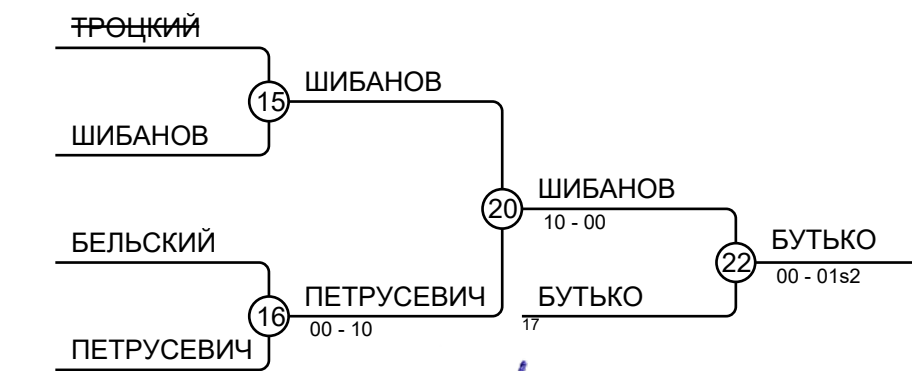 ТРОЦКИЙ
ШИБАНОВ
15
ШИБАНОВ
ШИБАНОВ
20
10 - 00
БЕЛЬСКИЙ
БУТЬКО
22
00 - 01s2
ПЕТРУСЕВИЧ
БУТЬКО
16
00 - 10
17
ПЕТРУСЕВИЧ